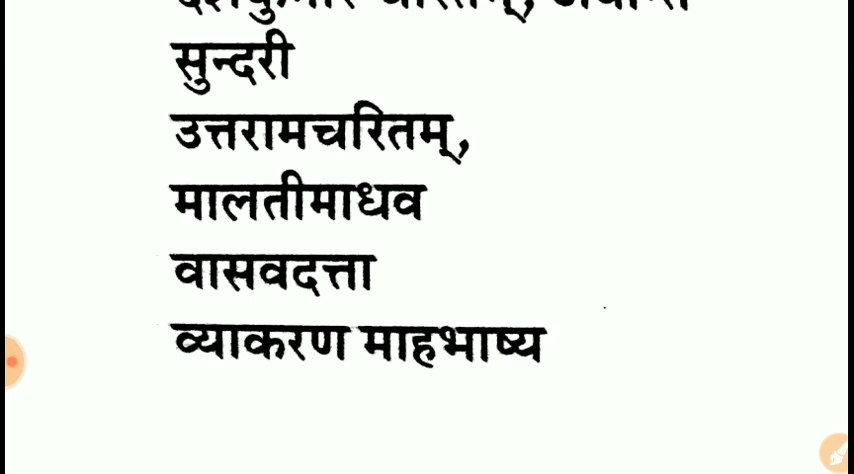 सुन्दरी
उत्तरामचरितम्,
मालतीमाधव
वासवदत्ता
व्याकरण माहभाष्य